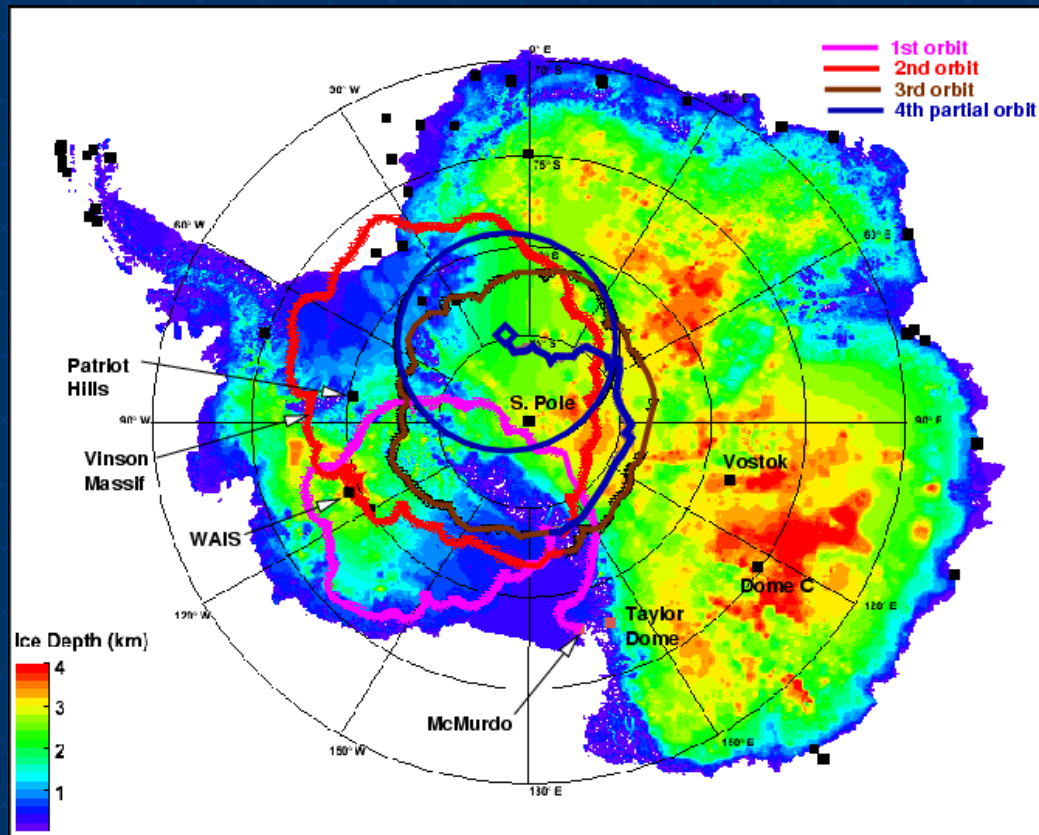 1st orbit
2nd orbit
3rd orbit
4th partial orbit
0° E
70° S
30° W
30° E
75° S
60° W
60° E
Patriot
Hills
S. Pole
90° W
90° E
Vinson
Massif
Vostok
WAIS
Dome C
120° W
120° E
Taylor
Dome
Ice Depth (km)
4
3
2
1
McMurdo
150° W
150° E
180° E